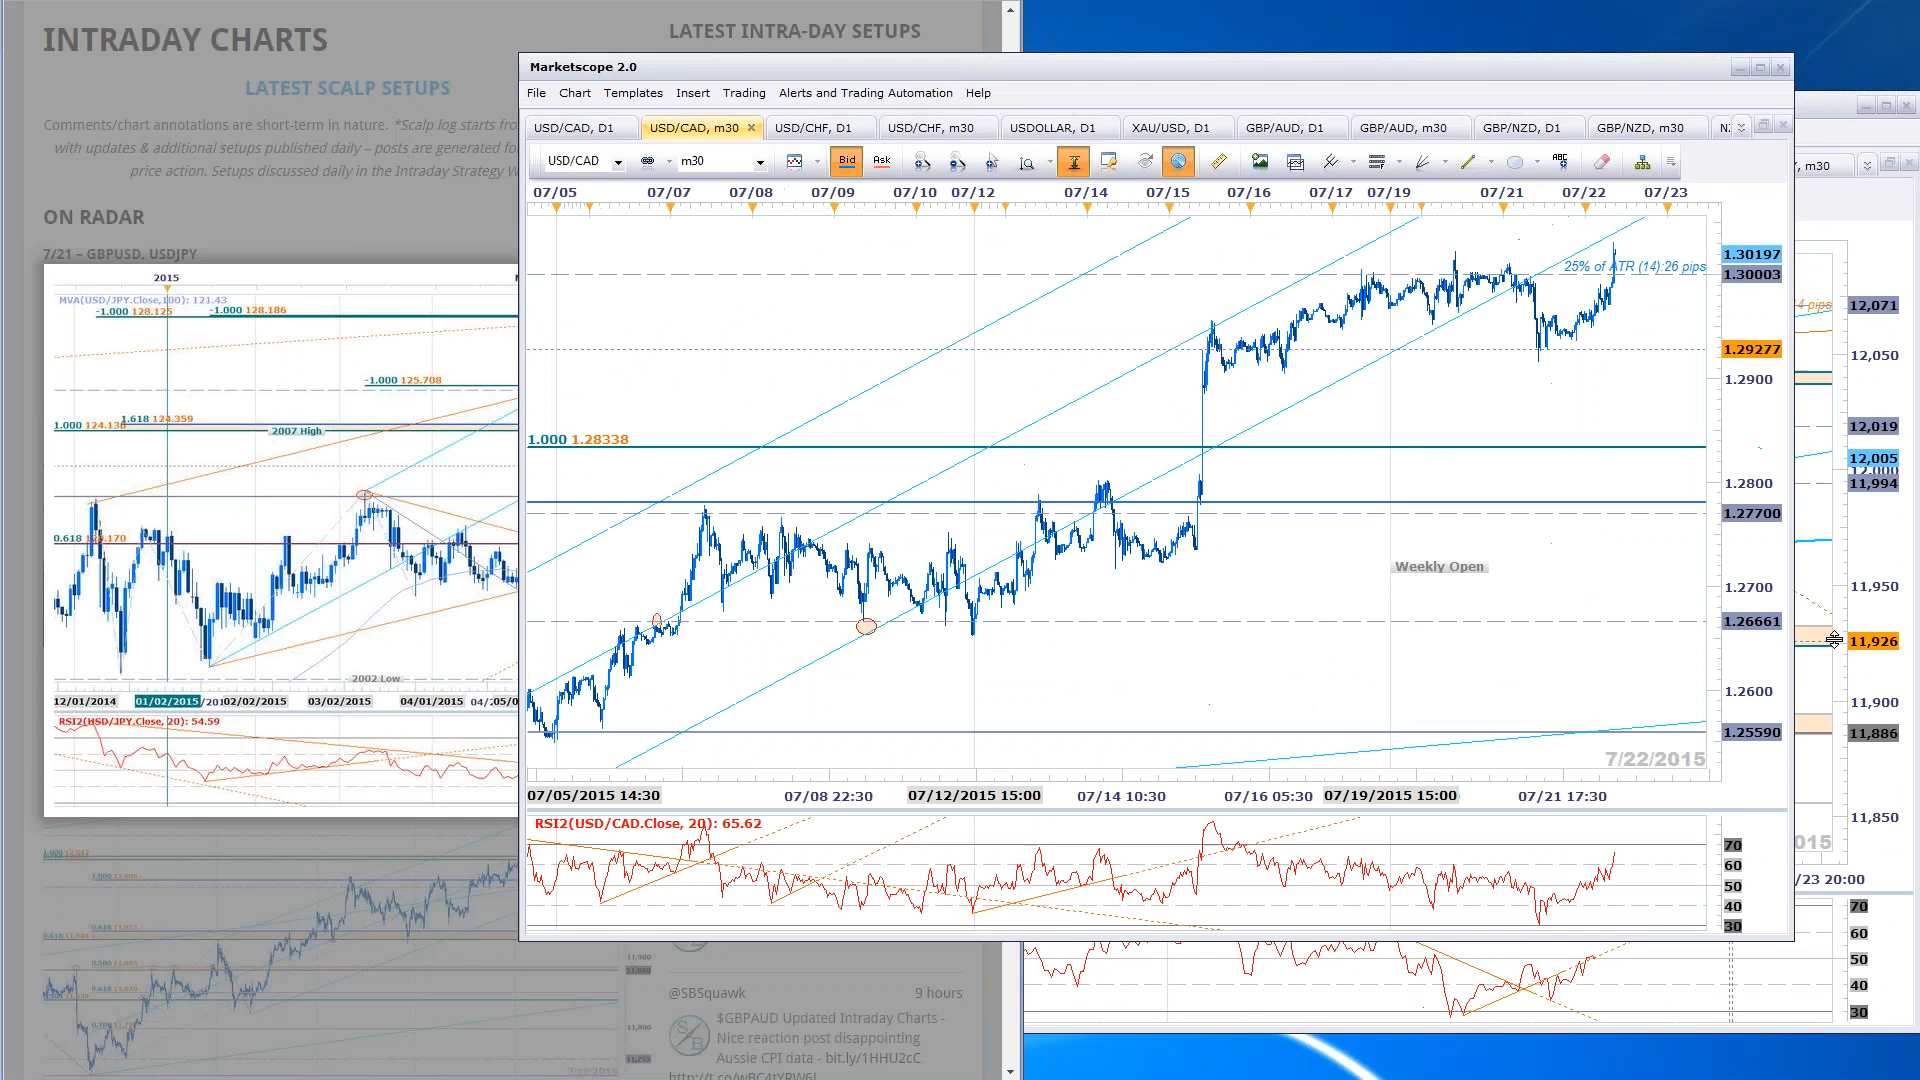 INTRADAY CHARTS
LATEST INTRA-DAY SETUPS
LATEST SCALP SETUPS
Comments/chart annotations are short-term in nature. *Scalp log starts fro
with updates & additional setups published daily – posts are generated fo
price action. Setups discussed daily in the Intraday Strategy W
ON RADAR
7/21 – GBPUSD, USDJPY
2015
MVA(USD/JPY.Close,100): 121.43
-1.000 128.125
-1.000 128.186
-1.000 125.708
1.618 124.359
1.000 124.130
2007 High
0.618
2002 Low
12/01/2014 01/02/2015 02/02/2015 03/02/2015 04/01/2015
RSI2(USD/JPY.Close, 20): 54.59
Marketscope 2.0
File Chart Templates Insert Trading Alerts and Trading Automation Help
USD/CAD, D1 USD/CAD, m30 USD/CHF, D1 USD/CHF, m30 USDOLLAR, D1 XAU/USD, D1 GBP/AUD, D1 GBP/AUD, m30 GBP/NZD, D1 GBP/NZD, m30
USD/CAD m30 Bid Ask ABC
07/05 07/07 07/08 07/09 07/10 07/12 07/14 07/15 07/16 07/17 07/19 07/21 07/22 07/23
25% of ATR (14):26 pips
1.30197
1.30003
1.29277
1.2900
1.000 1.28338
1.2800
1.27700
Weekly Open
1.2700
1.26661
1.2600
1.25590
7/22/2015
07/05/2015 14:30 07/08 22:30 07/12/2015 15:00 07/14 10:30 07/16 05:30 07/19/2015 15:00 07/21 17:30
RSI2(USD/CAD.Close, 20): 65.62
70
60
50
40
30
, m30
4 pips
12,071
12,050
12,019
12,005
12,000
11,994
11,950
11,926
11,900
11,886
11,850
015
/23 20:00
70
60
50
40
30
@SBSquawk 9 hours
$GBPAUD Updated Intraday Charts -
Nice reaction post disappointing
Aussie CPI data - bit.ly/1HHU2cC